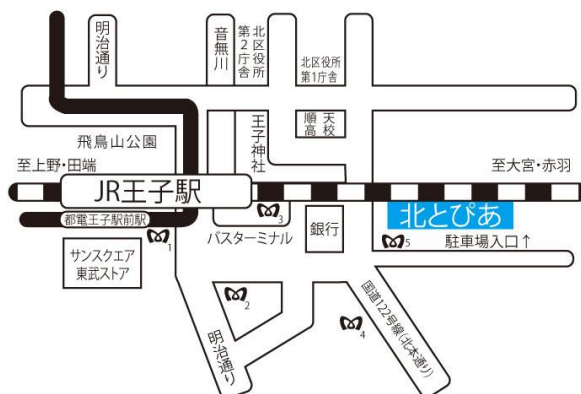 明治通り
音無川
北区役所
第2庁舎
北区役所
第1庁舎
順天
高校
王子神社
飛鳥山公園
至上野・田端
至大宮・赤羽
JR王子駅
都電王子駅前駅
1
3
バスターミナル
銀行
北とぴあ
5
駐車場入口↑
サンスクエア
東武ストア
2
4
明治通り
国道122号線(北本通り)